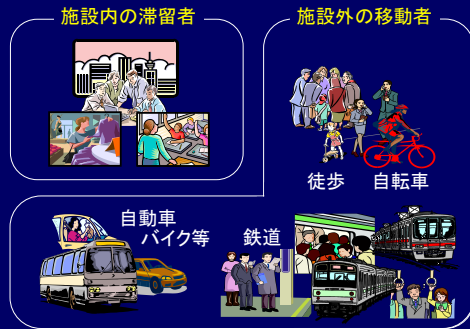 施設内の滞留者
施設外の移動者
徒歩
自転車
自動車
バイク等
鉄道